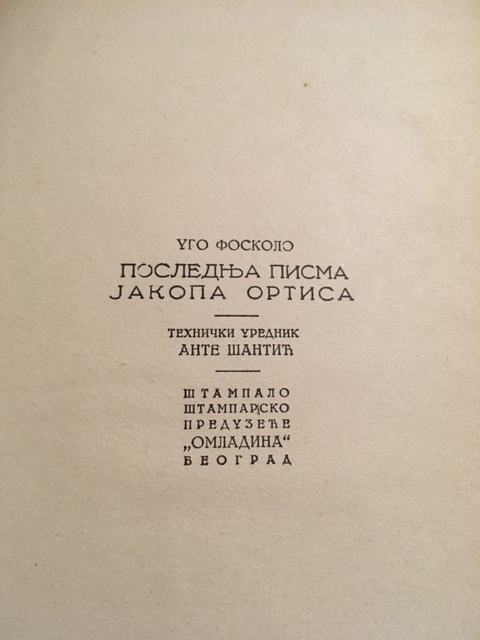 УГО ФОСКОЛО
ПОСЛЕДЊА ПИСМА
ЈАКОПА ОРТИСА
ТЕХНИЧКИ УРЕДНИК
АНТЕ ШАНТИЋ
ШТАМПАЛО
ШТАМПАРСКО
ПРЕДУЗЕЋЕ
„ОМЛАДИНА“
БЕОГРАД